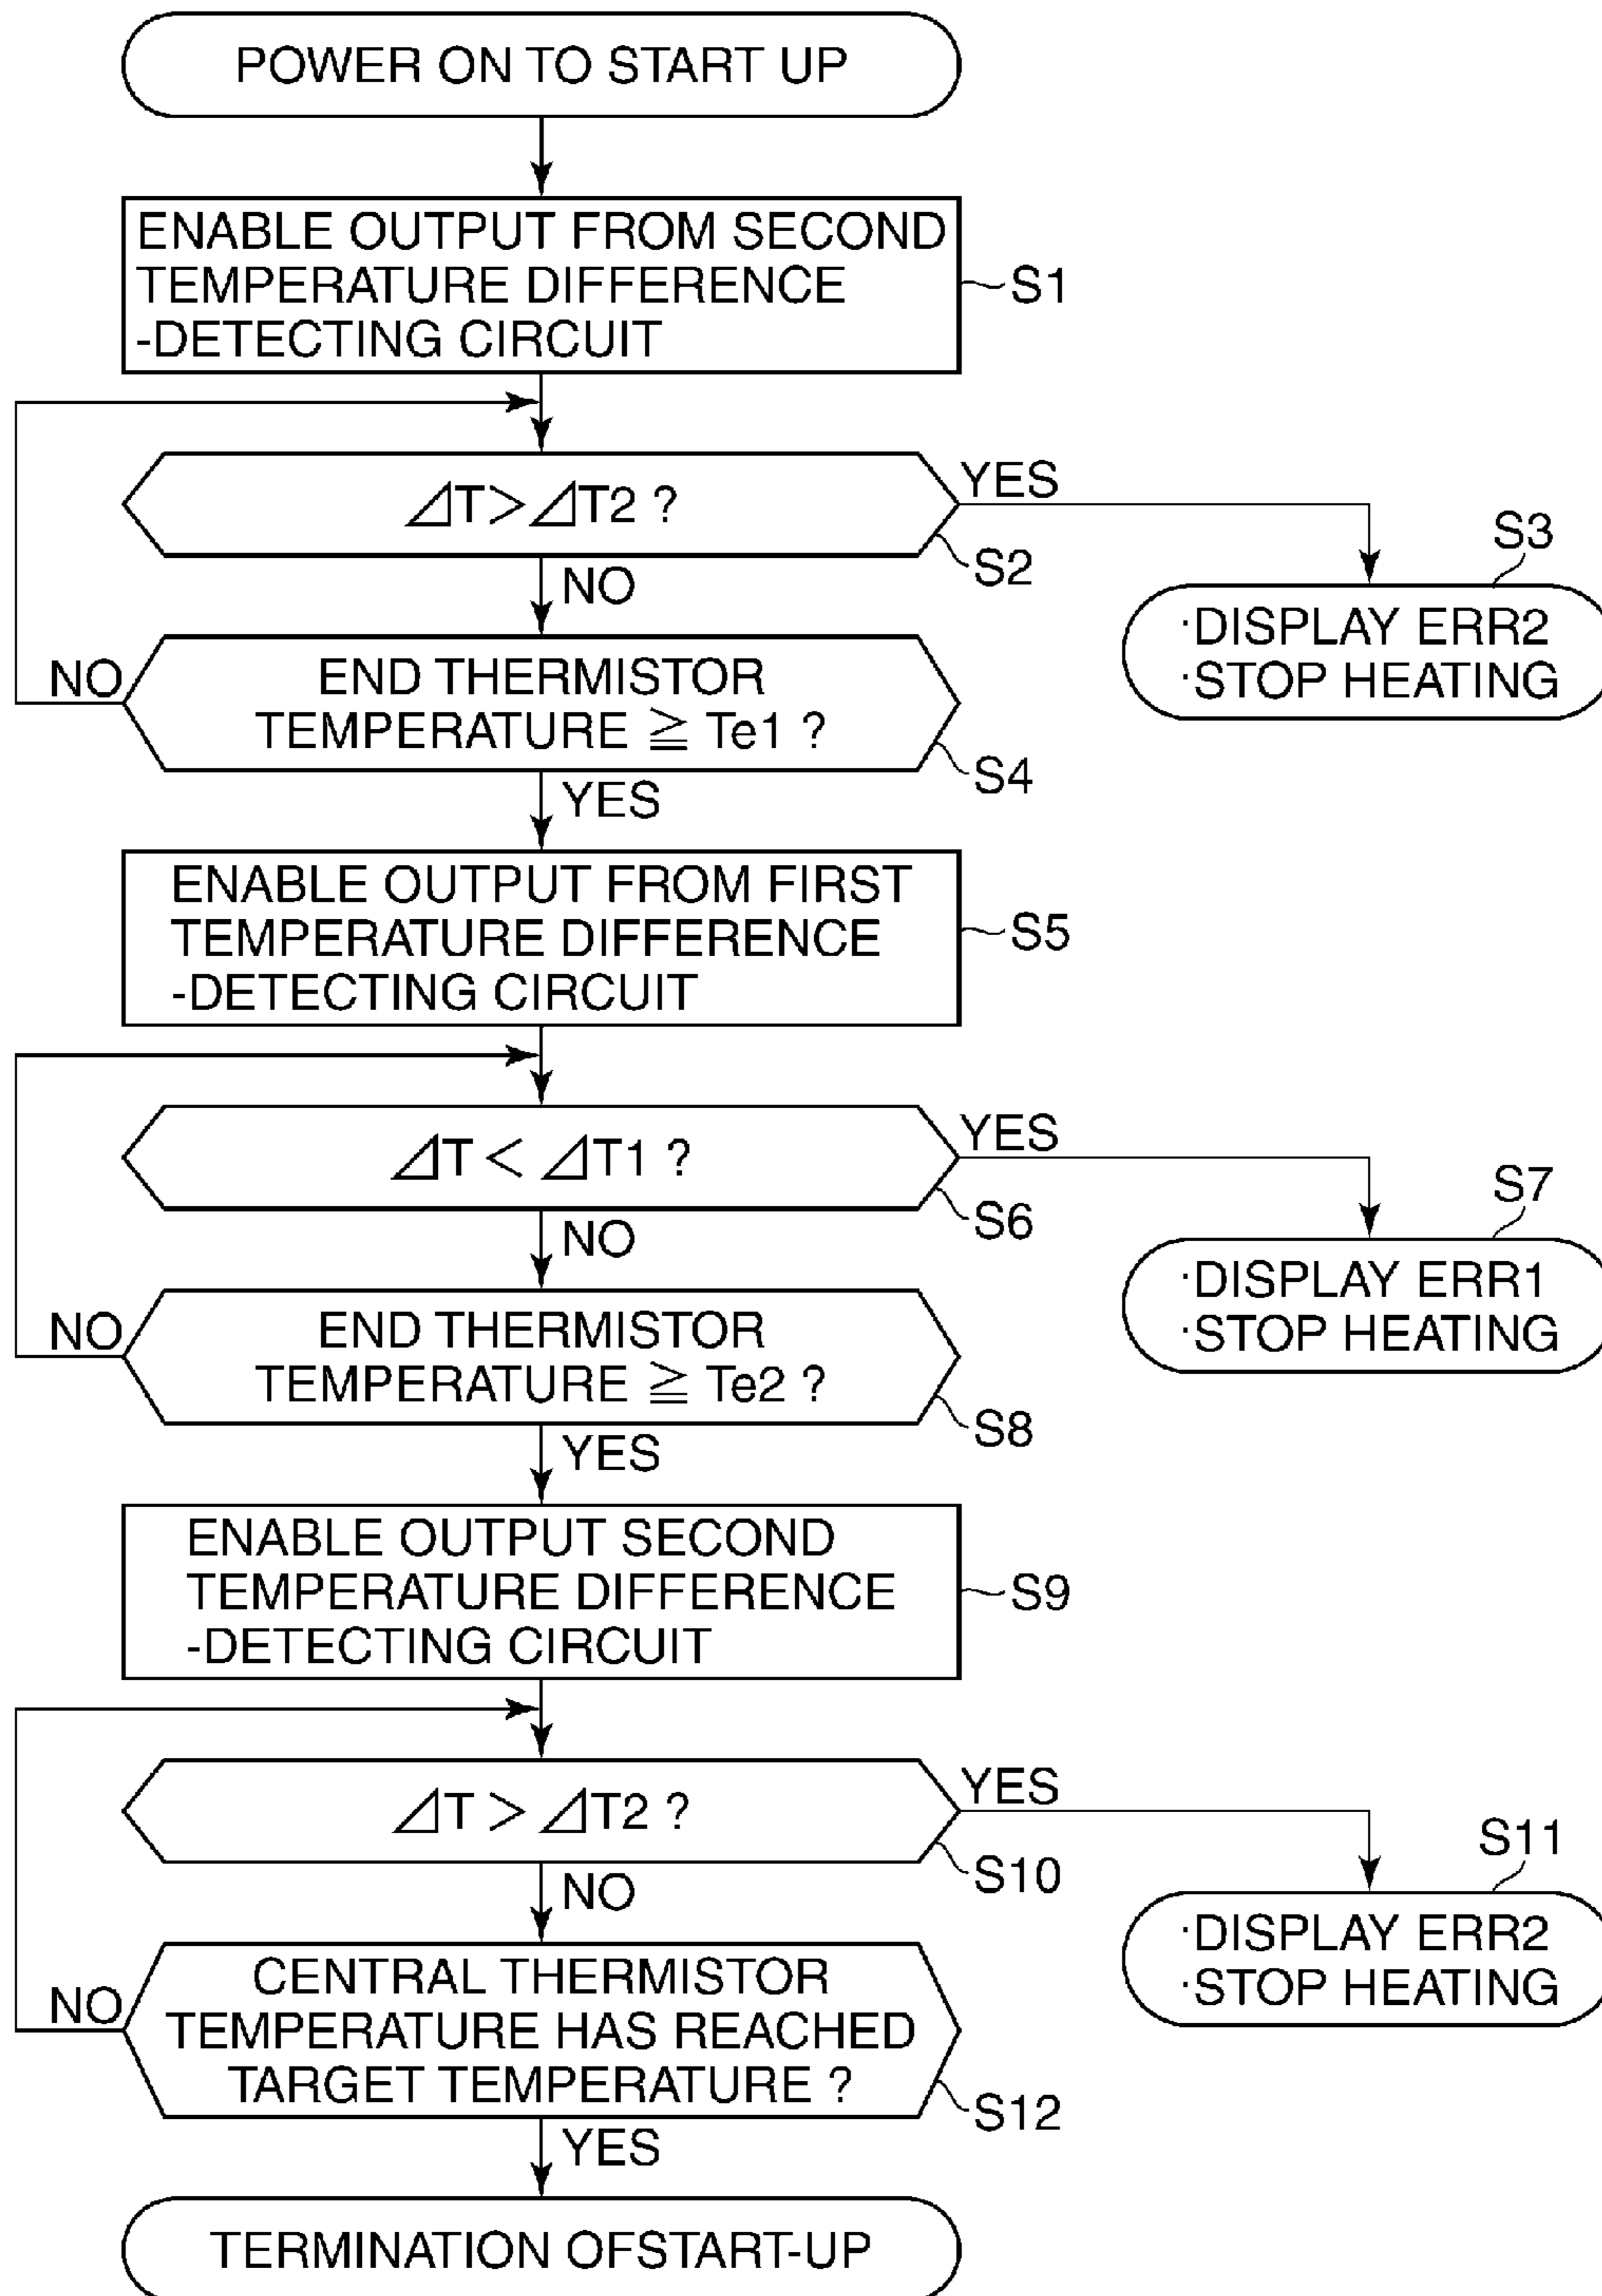 POWER ON TO START UP
ENABLE OUTPUT FROM SECOND
TEMPERATURE DIFFERENCE
-DETECTING CIRCUIT
S1
⊿T>⊿T2 ?
YES
S2
NO
S3
·DISPLAY ERR2
·STOP HEATING
END THERMISTOR
TEMPERATURE ≧ Te1 ?
NO
S4
YES
ENABLE OUTPUT FROM FIRST
TEMPERATURE DIFFERENCE
-DETECTING CIRCUIT
S5
⊿T < ⊿T1 ?
YES
S6
NO
S7
·DISPLAY ERR1
·STOP HEATING
END THERMISTOR
TEMPERATURE ≧ Te2 ?
NO
S8
YES
ENABLE OUTPUT SECOND
TEMPERATURE DIFFERENCE
-DETECTING CIRCUIT
S9
⊿T > ⊿T2 ?
YES
S10
NO
S11
·DISPLAY ERR2
·STOP HEATING
CENTRAL THERMISTOR
TEMPERATURE HAS REACHED
TARGET TEMPERATURE ?
NO
S12
YES
TERMINATION OFSTART-UP